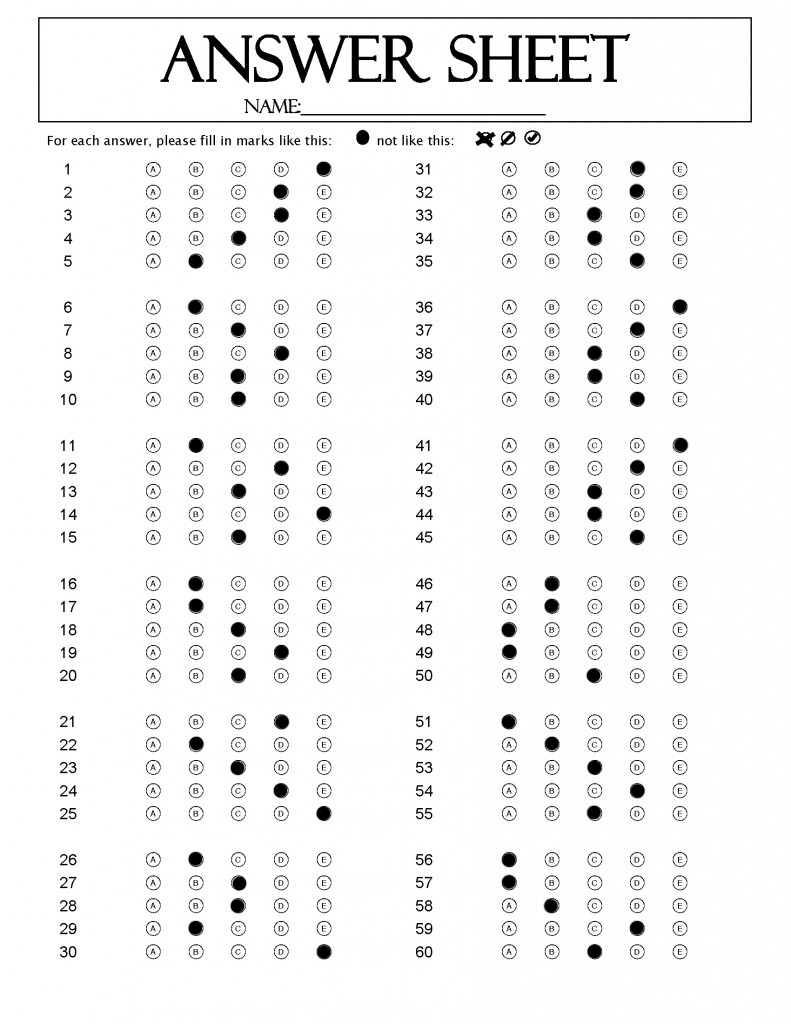 ANSWER SHEET
NAME:
For each answer, please fill in marks like this: not like this:
1 A B C D 31 A B C E
2 A B C E 32 A B C E
3 A B C E 33 A B D E
4 A B D E 34 A B D E
5 A C D E 35 A B C E
6 A C D E 36 A B C D
7 A B D E 37 A B C E
8 A B C E 38 A B D E
9 A B D E 39 A B D E
10 A B D E 40 A B C E
11 A C D E 41 A B C D
12 A B C E 42 A B C E
13 A B D E 43 A B D E
14 A B C D 44 A B D E
15 A B D E 45 A B C E
16 A C D E 46 A C D E
17 A C D E 47 A C D E
18 A B D E 48 B C D E
19 A B C E 49 B C D E
20 A B D E 50 A B D E
21 A B C E 51 B C D E
22 A C D E 52 A C D E
23 A B D E 53 A B D E
24 A B C E 54 A B C E
25 A B C D 55 A B D E
26 A C D E 56 B C D E
27 A B D E 57 B C D E
28 A B D E 58 A C D E
29 A C D E 59 A B C E
30 A B C D 60 A B D E